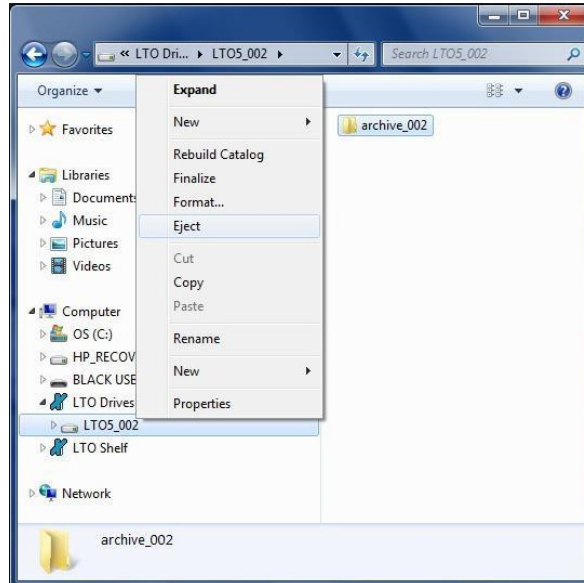 « LTO Dri... ▸ LTO5_002 ▸
Search LTO5_002
Organize
Favorites
Libraries
Documents
Music
Pictures
Videos
Computer
OS (C:)
HP_RECOV
BLACK USE
LTO Drives
LTO5_002
LTO Shelf
Network
Expand
New
Rebuild Catalog
Finalize
Format...
Eject
Cut
Copy
Paste
Rename
New
Properties
archive_002
archive_002